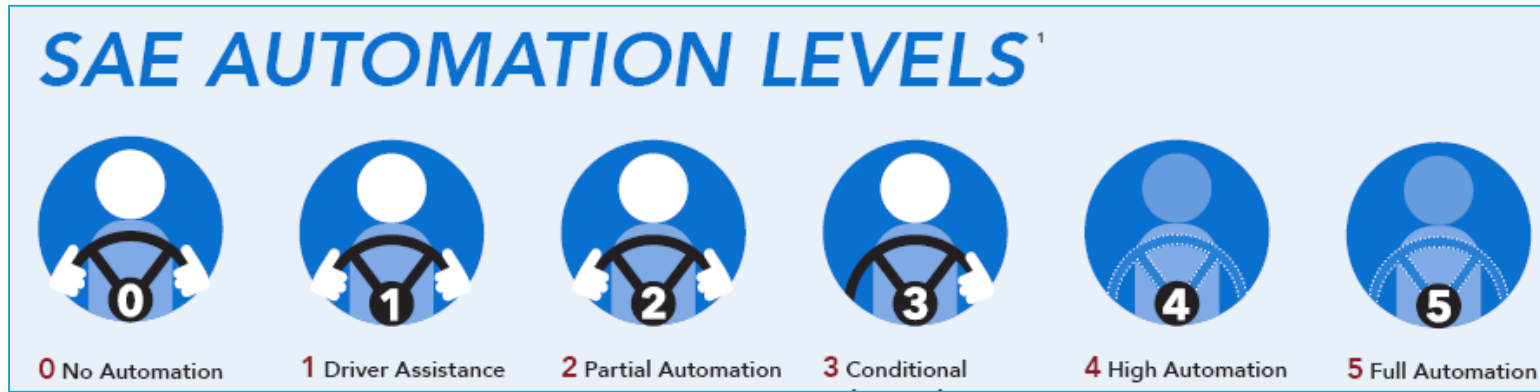 SAE AUTOMATION LEVELS¹
0 1 2 3 4 5
0 No Automation 1 Driver Assistance 2 Partial Automation 3 Conditional 4 High Automation 5 Full Automation